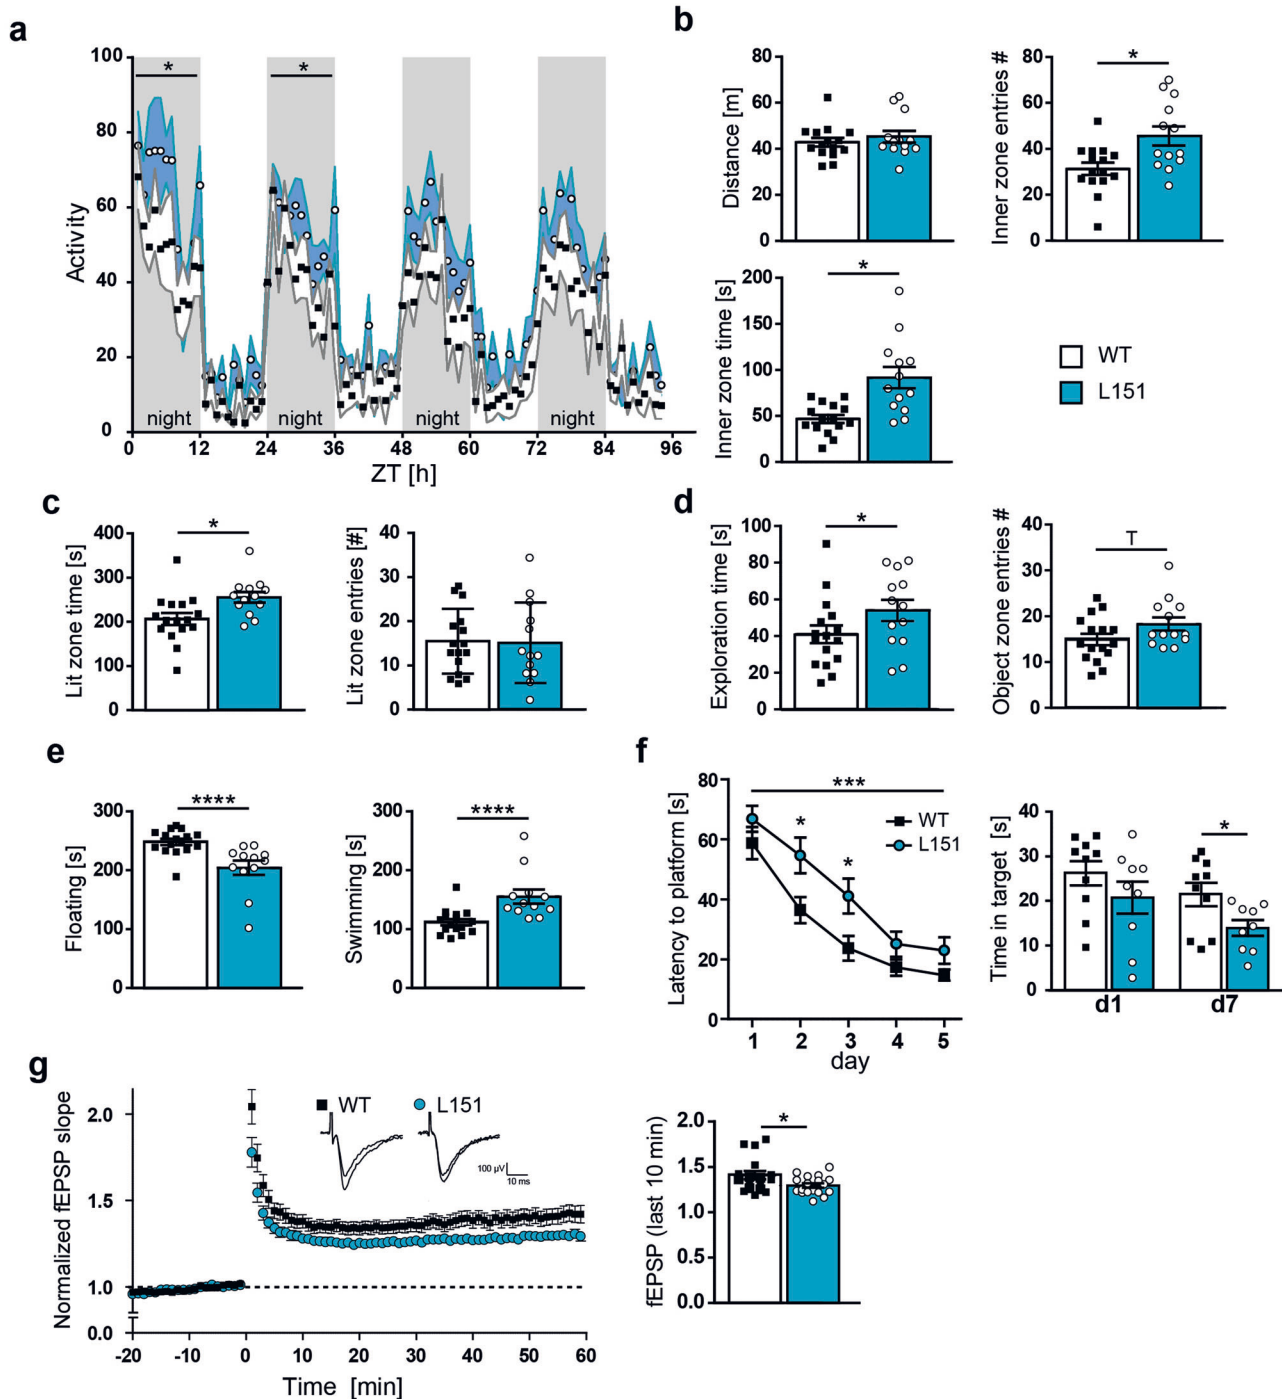 a
100
80
60
40
20
0
Activity
*
*
night
night
night
night
0
12
24
36
48
60
72
84
96
ZT [h]
b
Distance [m]
80
60
40
20
0
Inner zone entries #
80
60
40
20
0
*
Inner zone time [s]
200
150
100
50
0
*
WT
L151
c
Lit zone time [s]
400
300
200
100
0
*
Lit zone entries [#]
40
30
20
10
0
d
Exploration time [s]
100
80
60
40
20
0
*
Object zone entries #
40
30
20
10
0
T
e
Floating [s]
300
200
100
0
****
Swimming [s]
300
200
100
0
****
f
Latency to platform [s]
80
60
40
20
0
***
*
*
WT
L151
1
2
3
4
5
day
Time in target [s]
40
30
20
10
0
*
d1
d7
g
Normalized fEPSP slope
2.0
1.5
1.0
0.0
WT
L151
100 µV
10 ms
-20
-10
0
10
20
30
40
50
60
Time [min]
fEPSP (last 10 min)
2.0
1.5
1.0
0.5
0.0
*